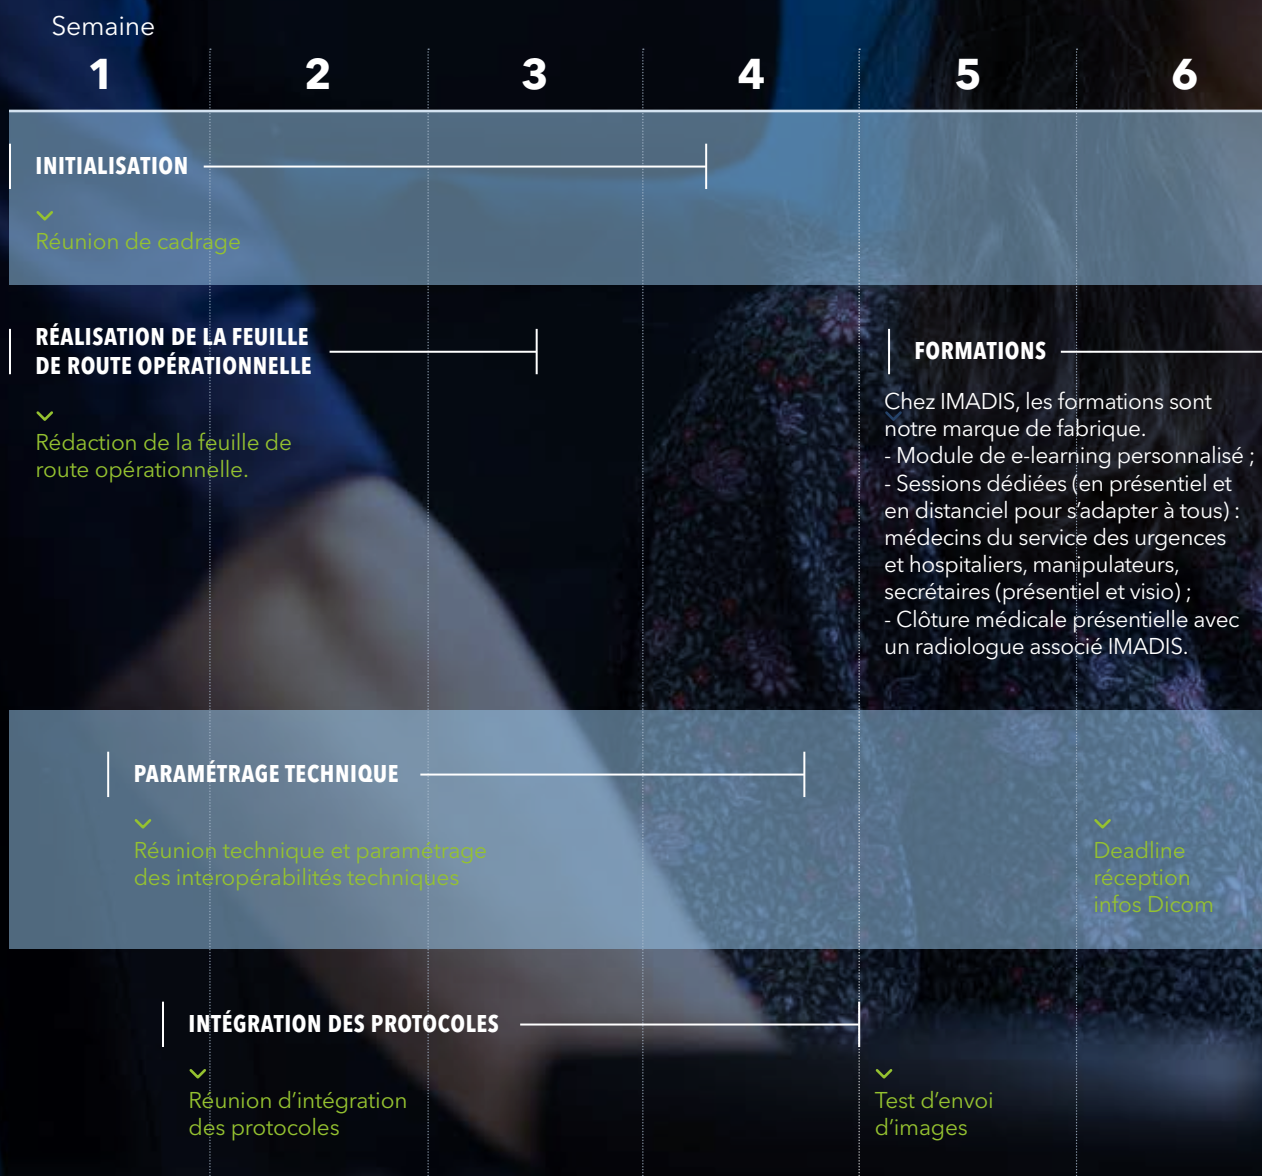 Semaine
1 2 3 4 5 6
INITIALISATION
Réunion de cadrage
RÉALISATION DE LA FEUILLE
DE ROUTE OPÉRATIONNELLE
Rédaction de la feuille de
route opérationnelle.
FORMATIONS
Chez IMADIS, les formations sont
notre marque de fabrique.
- Module de e-learning personnalisé ;
- Sessions dédiées (en présentiel et
en distanciel pour s’adapter à tous) :
médecins du service des urgences
et hospitaliers, manipulateurs,
secrétaires (présentiel et visio) ;
- Clôture médicale présentielle avec
un radiologue associé IMADIS.
PARAMÉTRAGE TECHNIQUE
Réunion technique et paramétrage
des interopérabilités techniques
Deadline
réception
infos Dicom
INTÉGRATION DES PROTOCOLES
Réunion d’intégration
des protocoles
Test d’envoi
d’images